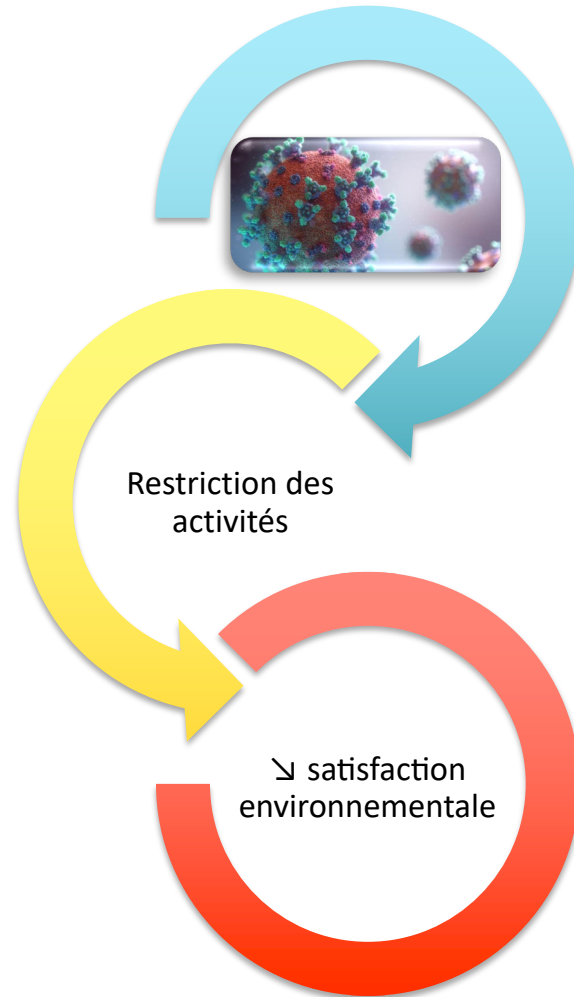 Restriction des
activités
↘ satisfaction
environnementale